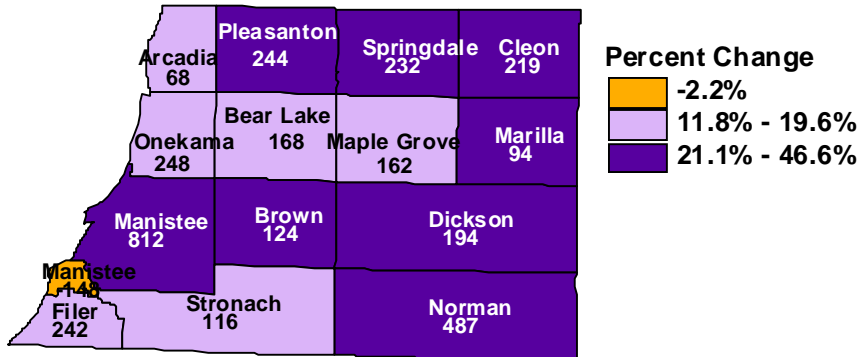 Pleasanton
244
Springdale
232
Cleon
219
Arcadia
68
Percent Change
-2.2%
11.8% - 19.6%
21.1% - 46.6%
Onekama
248
Bear Lake
168
Maple Grove
162
Marilla
94
Manistee
812
Brown
124
Dickson
194
Manistee
148
Filer
242
Stronach
116
Norman
487